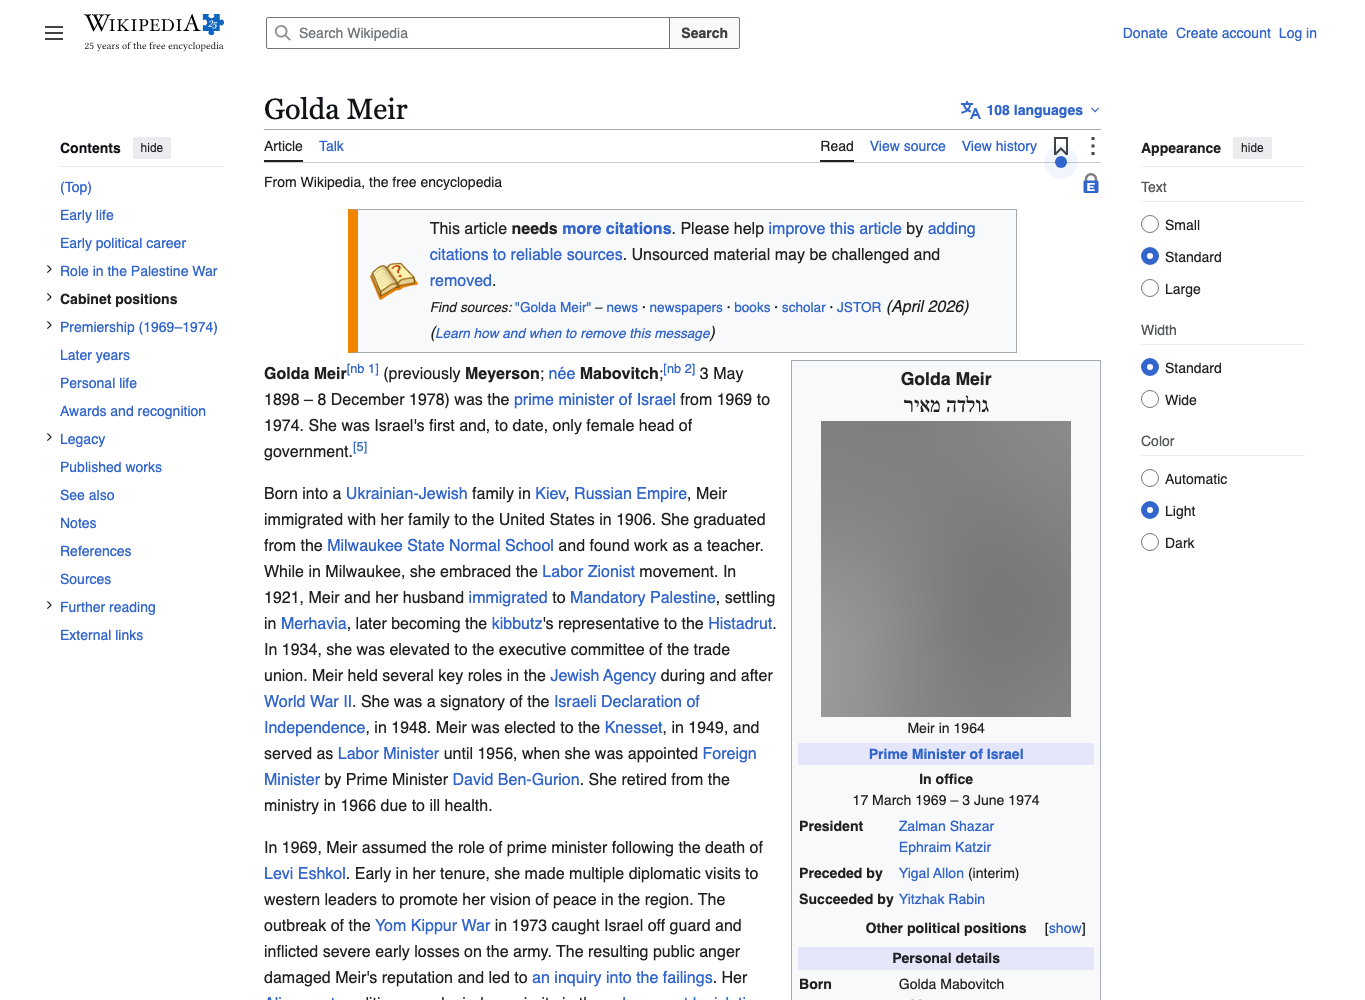 WIKIPEDIA 25
25 years of the free encyclopedia
Search Wikipedia
Search
Donate Create account Log in
Contents hide
(Top)
Early life
Early political career
Role in the Palestine War
Cabinet positions
Premiership (1969–1974)
Later years
Personal life
Awards and recognition
Legacy
Published works
See also
Notes
References
Sources
Further reading
External links
Golda Meir
108 languages
Article Talk
Read View source View history
From Wikipedia, the free encyclopedia
E
This article needs more citations. Please help improve this article by adding
citations to reliable sources. Unsourced material may be challenged and
removed.
Find sources: "Golda Meir" – news · newspapers · books · scholar · JSTOR (April 2026)
(Learn how and when to remove this message)
Golda Meir[nb 1] (previously Meyerson; née Mabovitch;[nb 2] 3 May
1898 – 8 December 1978) was the prime minister of Israel from 1969 to
1974. She was Israel's first and, to date, only female head of
government.[5]
Born into a Ukrainian-Jewish family in Kiev, Russian Empire, Meir
immigrated with her family to the United States in 1906. She graduated
from the Milwaukee State Normal School and found work as a teacher.
While in Milwaukee, she embraced the Labor Zionist movement. In
1921, Meir and her husband immigrated to Mandatory Palestine, settling
in Merhavia, later becoming the kibbutz's representative to the Histadrut.
In 1934, she was elevated to the executive committee of the trade
union. Meir held several key roles in the Jewish Agency during and after
World War II. She was a signatory of the Israeli Declaration of
Independence, in 1948. Meir was elected to the Knesset, in 1949, and
served as Labor Minister until 1956, when she was appointed Foreign
Minister by Prime Minister David Ben-Gurion. She retired from the
ministry in 1966 due to ill health.
In 1969, Meir assumed the role of prime minister following the death of
Levi Eshkol. Early in her tenure, she made multiple diplomatic visits to
western leaders to promote her vision of peace in the region. The
outbreak of the Yom Kippur War in 1973 caught Israel off guard and
inflicted severe early losses on the army. The resulting public anger
damaged Meir's reputation and led to an inquiry into the failings. Her
Golda Meir
גולדה מאיר
Meir in 1964
Prime Minister of Israel
In office
17 March 1969 – 3 June 1974
President Zalman Shazar
Ephraim Katzir
Preceded by Yigal Allon (interim)
Succeeded by Yitzhak Rabin
Other political positions [show]
Personal details
Born Golda Mabovitch
Appearance hide
Text
Small
Standard
Large
Width
Standard
Wide
Color
Automatic
Light
Dark